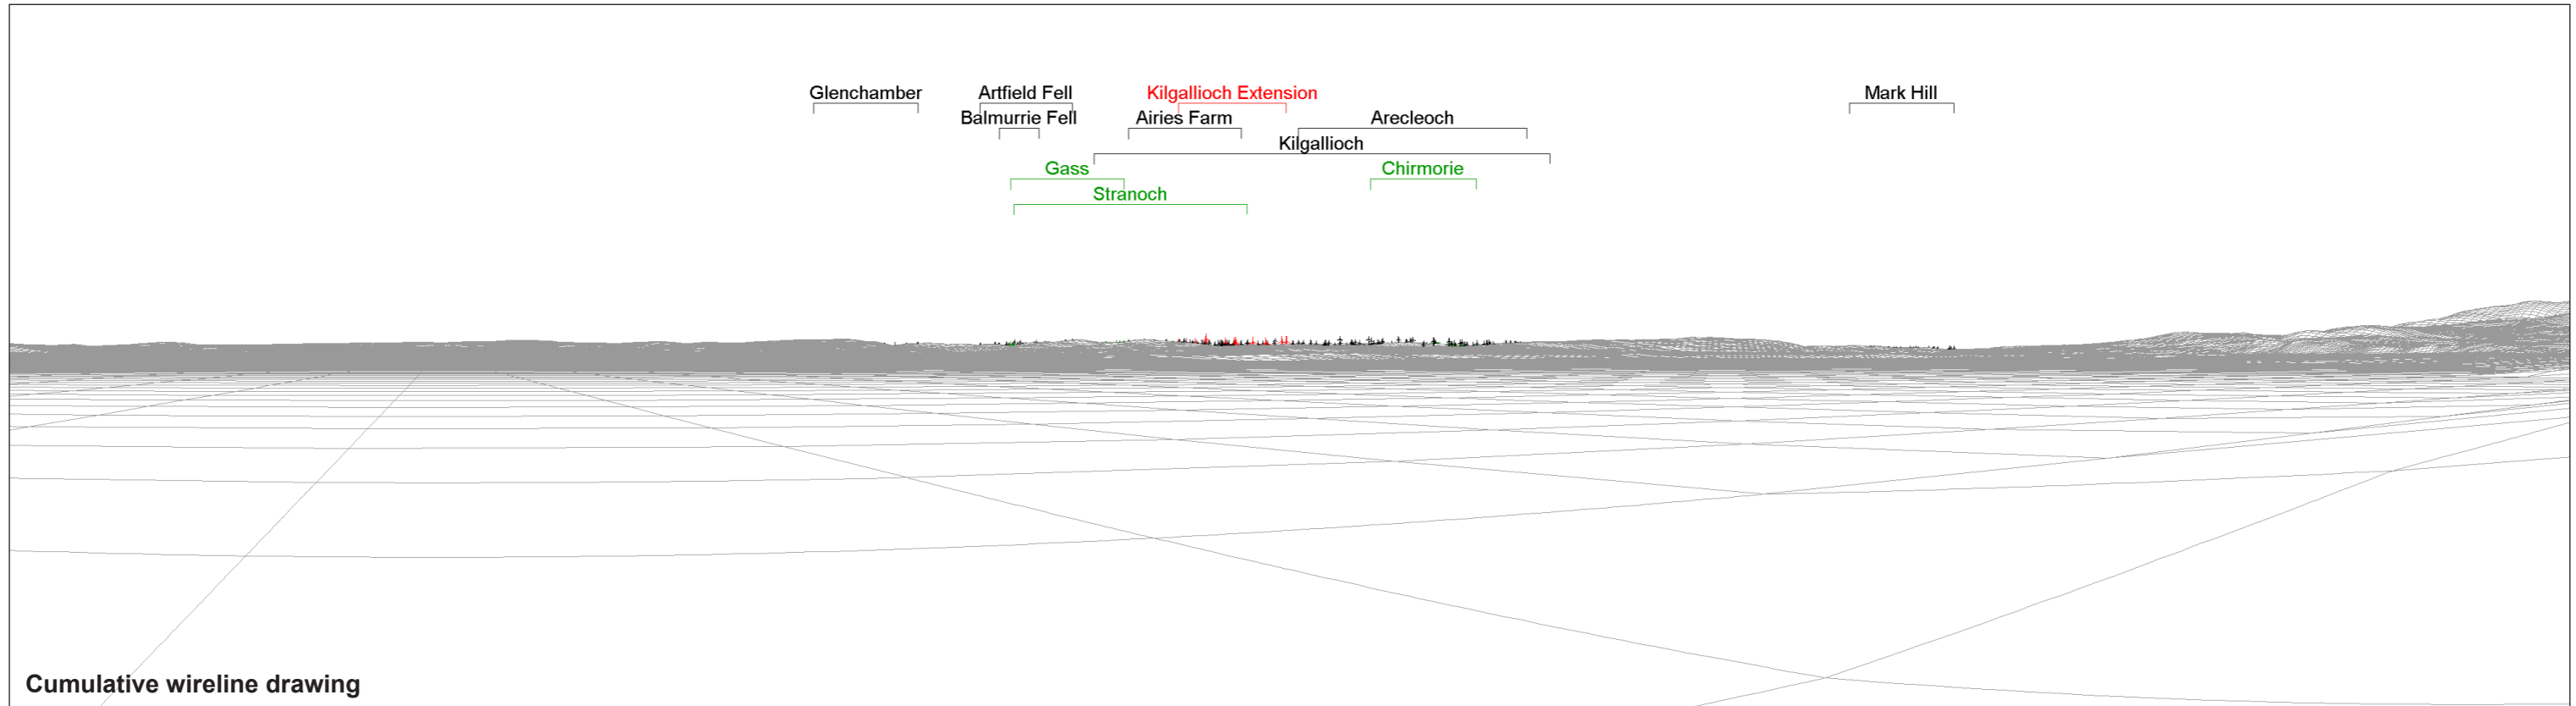 Glenchamber
Artfield Fell
Kilgallioch Extension
Mark Hill
Balmurrie Fell
Airies Farm
Arecleoch
Kilgallioch
Gass
Chirmorie
Stranoch
Cumulative wireline drawing